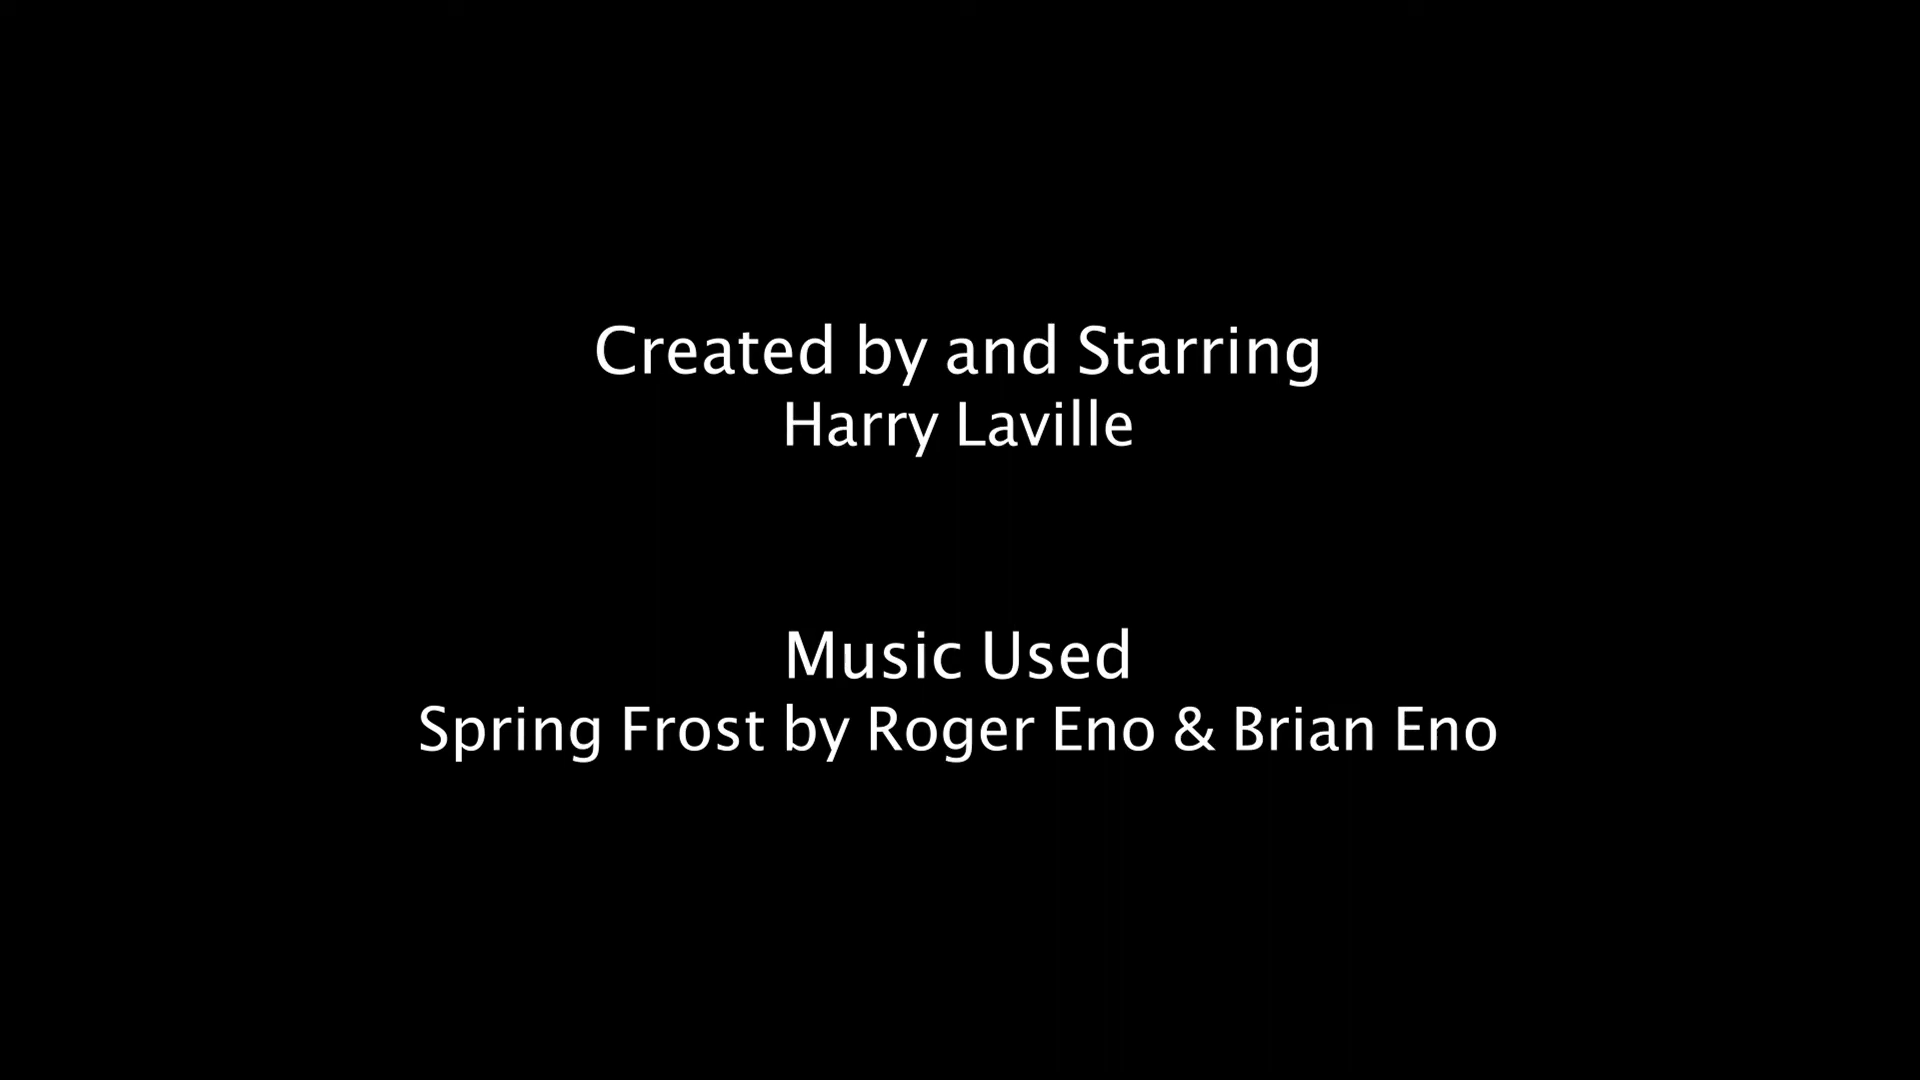 Created by and Starring
Harry Laville
Music Used
Spring Frost by Roger Eno & Brian Eno